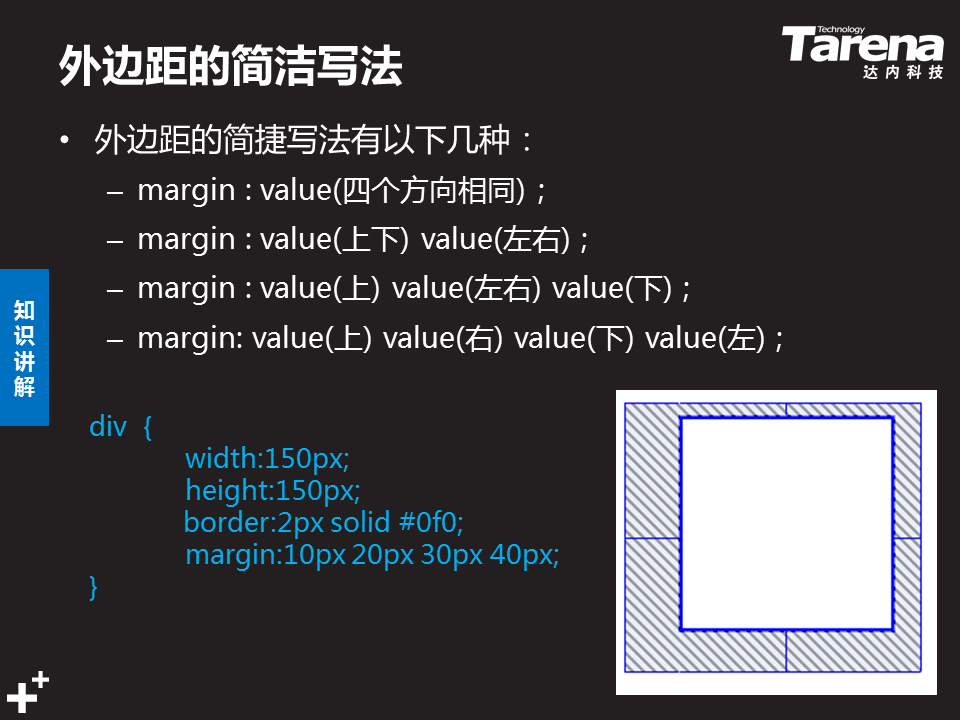 外边距的简洁写法
Technology
Tarena
达内科技
• 外边距的简捷写法有以下几种：
– margin : value(四个方向相同)；
– margin : value(上下) value(左右)；
– margin : value(上) value(左右) value(下)；
– margin: value(上) value(右) value(下) value(左)；
知识讲解
div {
width:150px;
height:150px;
border:2px solid #0f0;
margin:10px 20px 30px 40px;
}